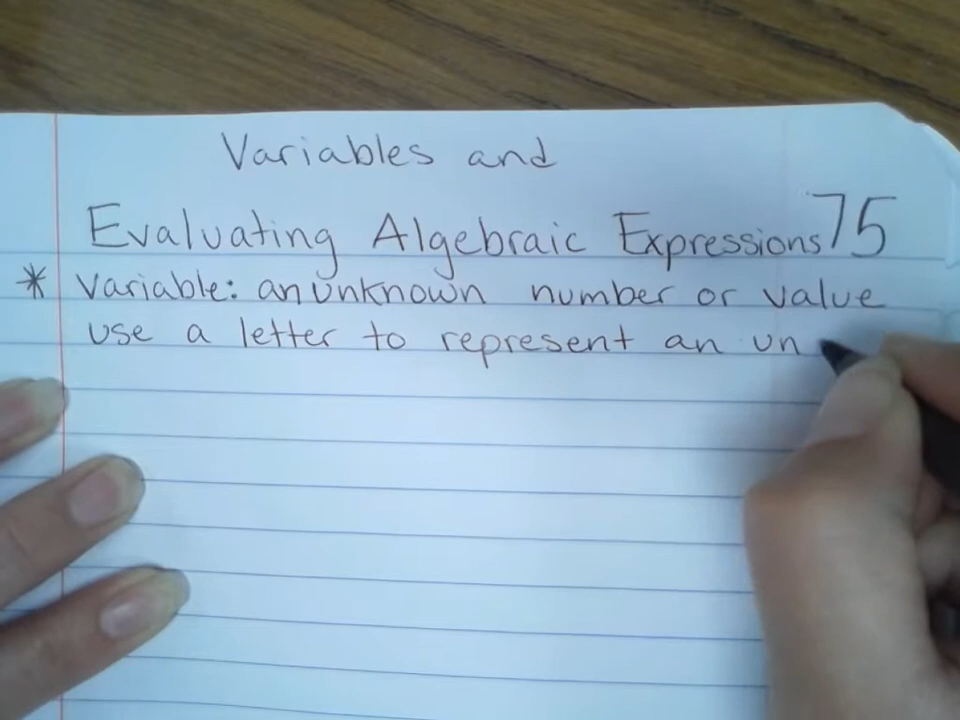 Variables and
Evaluating Algebraic Expressions 75
* Variable: an unknown number or value
use a letter to represent an un